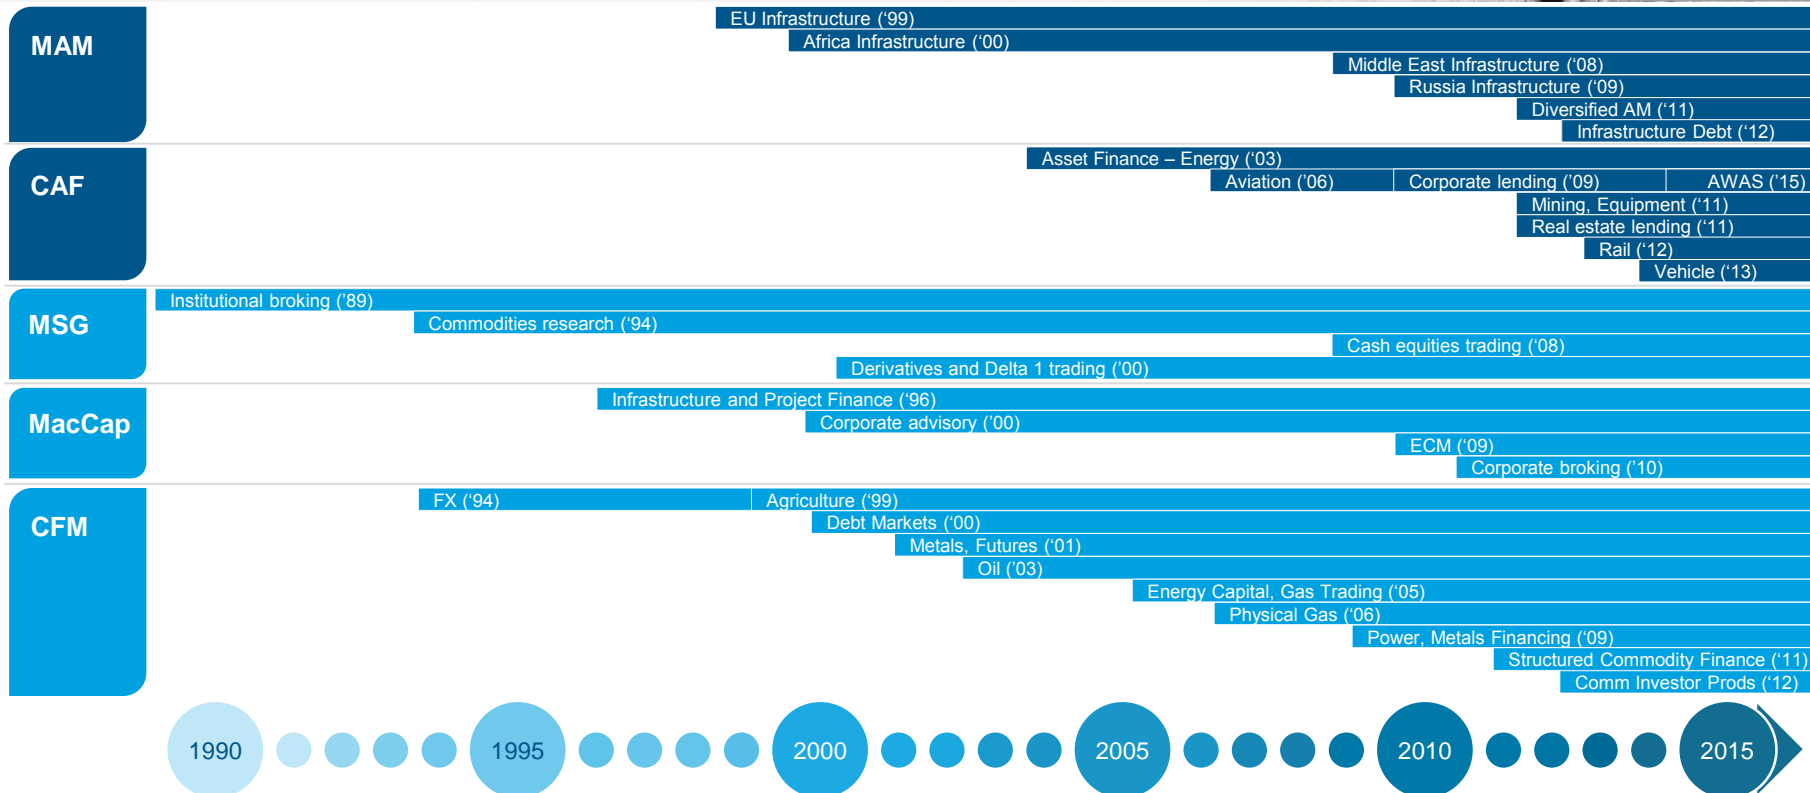 MAM
EU Infrastructure (‘99)
Africa Infrastructure (‘00)
Middle East Infrastructure (‘08)
Russia Infrastructure (‘09)
Diversified AM (‘11)
Infrastructure Debt (‘12)
CAF
Asset Finance – Energy (‘03)
Aviation (’06) Corporate lending (’09) AWAS (’15)
Mining, Equipment (‘11)
Real estate lending (‘11)
Rail (‘12)
Vehicle (‘13)
MSG
Institutional broking (’89)
Commodities research (‘94)
Cash equities trading (‘08)
Derivatives and Delta 1 trading (’00)
MacCap
Infrastructure and Project Finance (‘96)
Corporate advisory (’00)
ECM (‘09)
Corporate broking (’10)
CFM
FX (‘94) Agriculture (‘99)
Debt Markets (‘00)
Metals, Futures (‘01)
Oil (’03)
Energy Capital, Gas Trading (‘05)
Physical Gas (‘06)
Power, Metals Financing (‘09)
Structured Commodity Finance (‘11)
Comm Investor Prods (‘12)
1990 1995 2000 2005 2010 2015